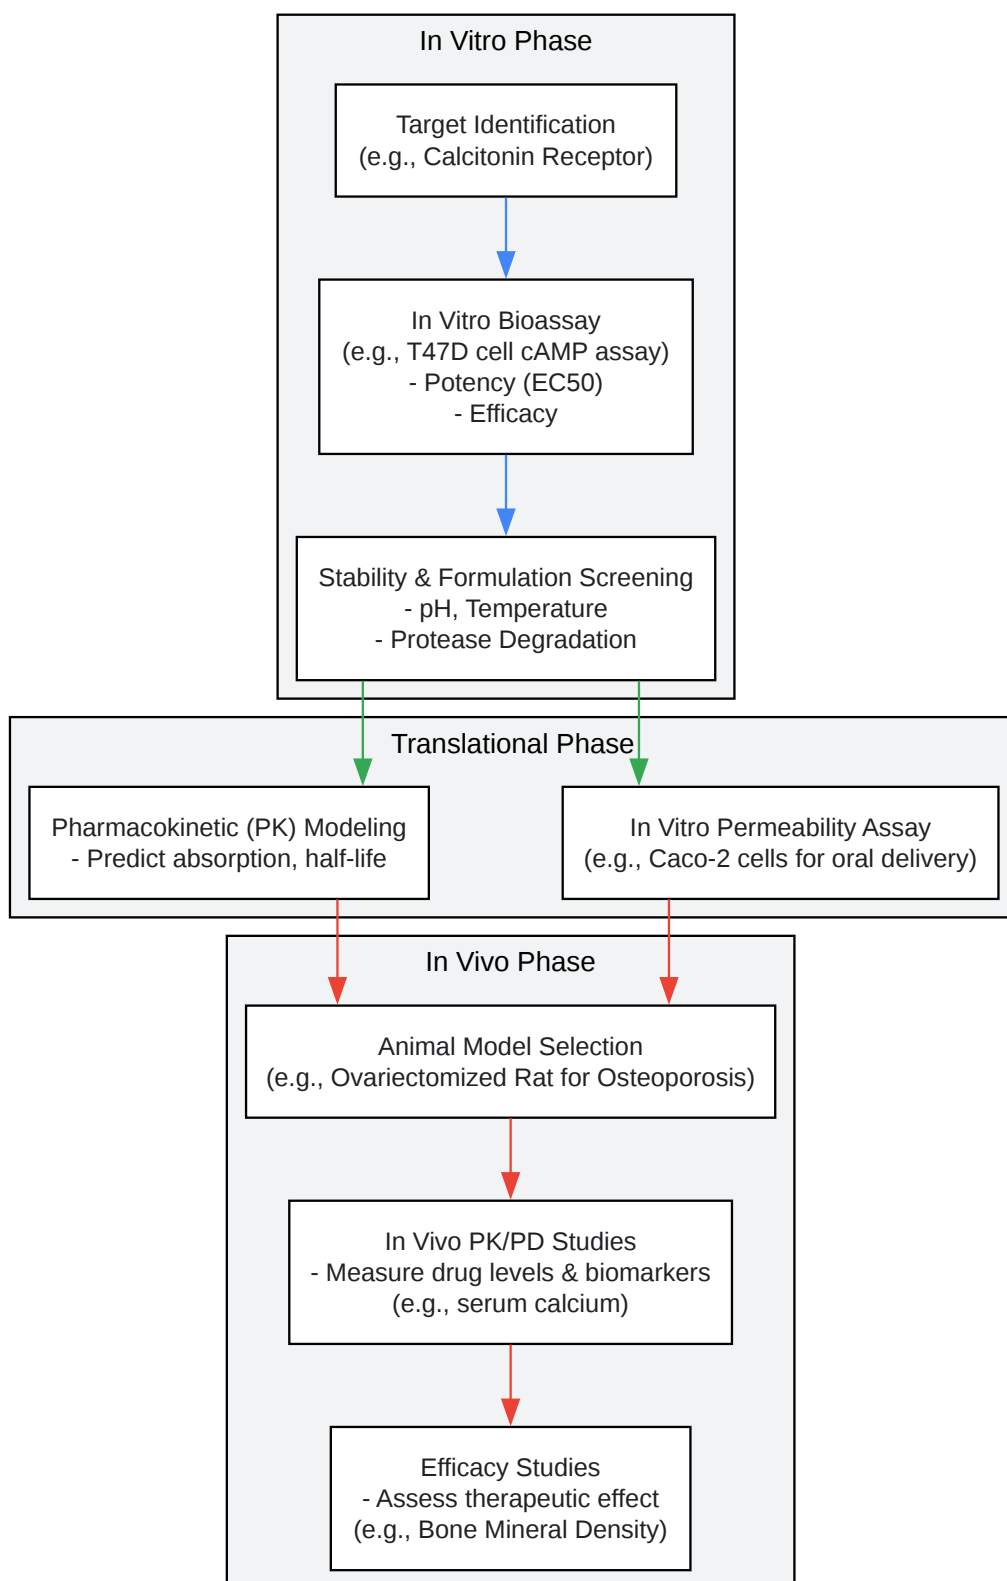 In Vitro Phase
Target Identification
(e.g., Calcitonin Receptor)
In Vitro Bioassay
(e.g., T47D cell cAMP assay)
- Potency (EC50)
- Efficacy
Stability & Formulation Screening
- pH, Temperature
- Protease Degradation
Translational Phase
Pharmacokinetic (PK) Modeling
- Predict absorption, half-life
In Vitro Permeability Assay
(e.g., Caco-2 cells for oral delivery)
In Vivo Phase
Animal Model Selection
(e.g., Ovariectomized Rat for Osteoporosis)
In Vivo PK/PD Studies
- Measure drug levels & biomarkers
(e.g., serum calcium)
Efficacy Studies
- Assess therapeutic effect
(e.g., Bone Mineral Density)